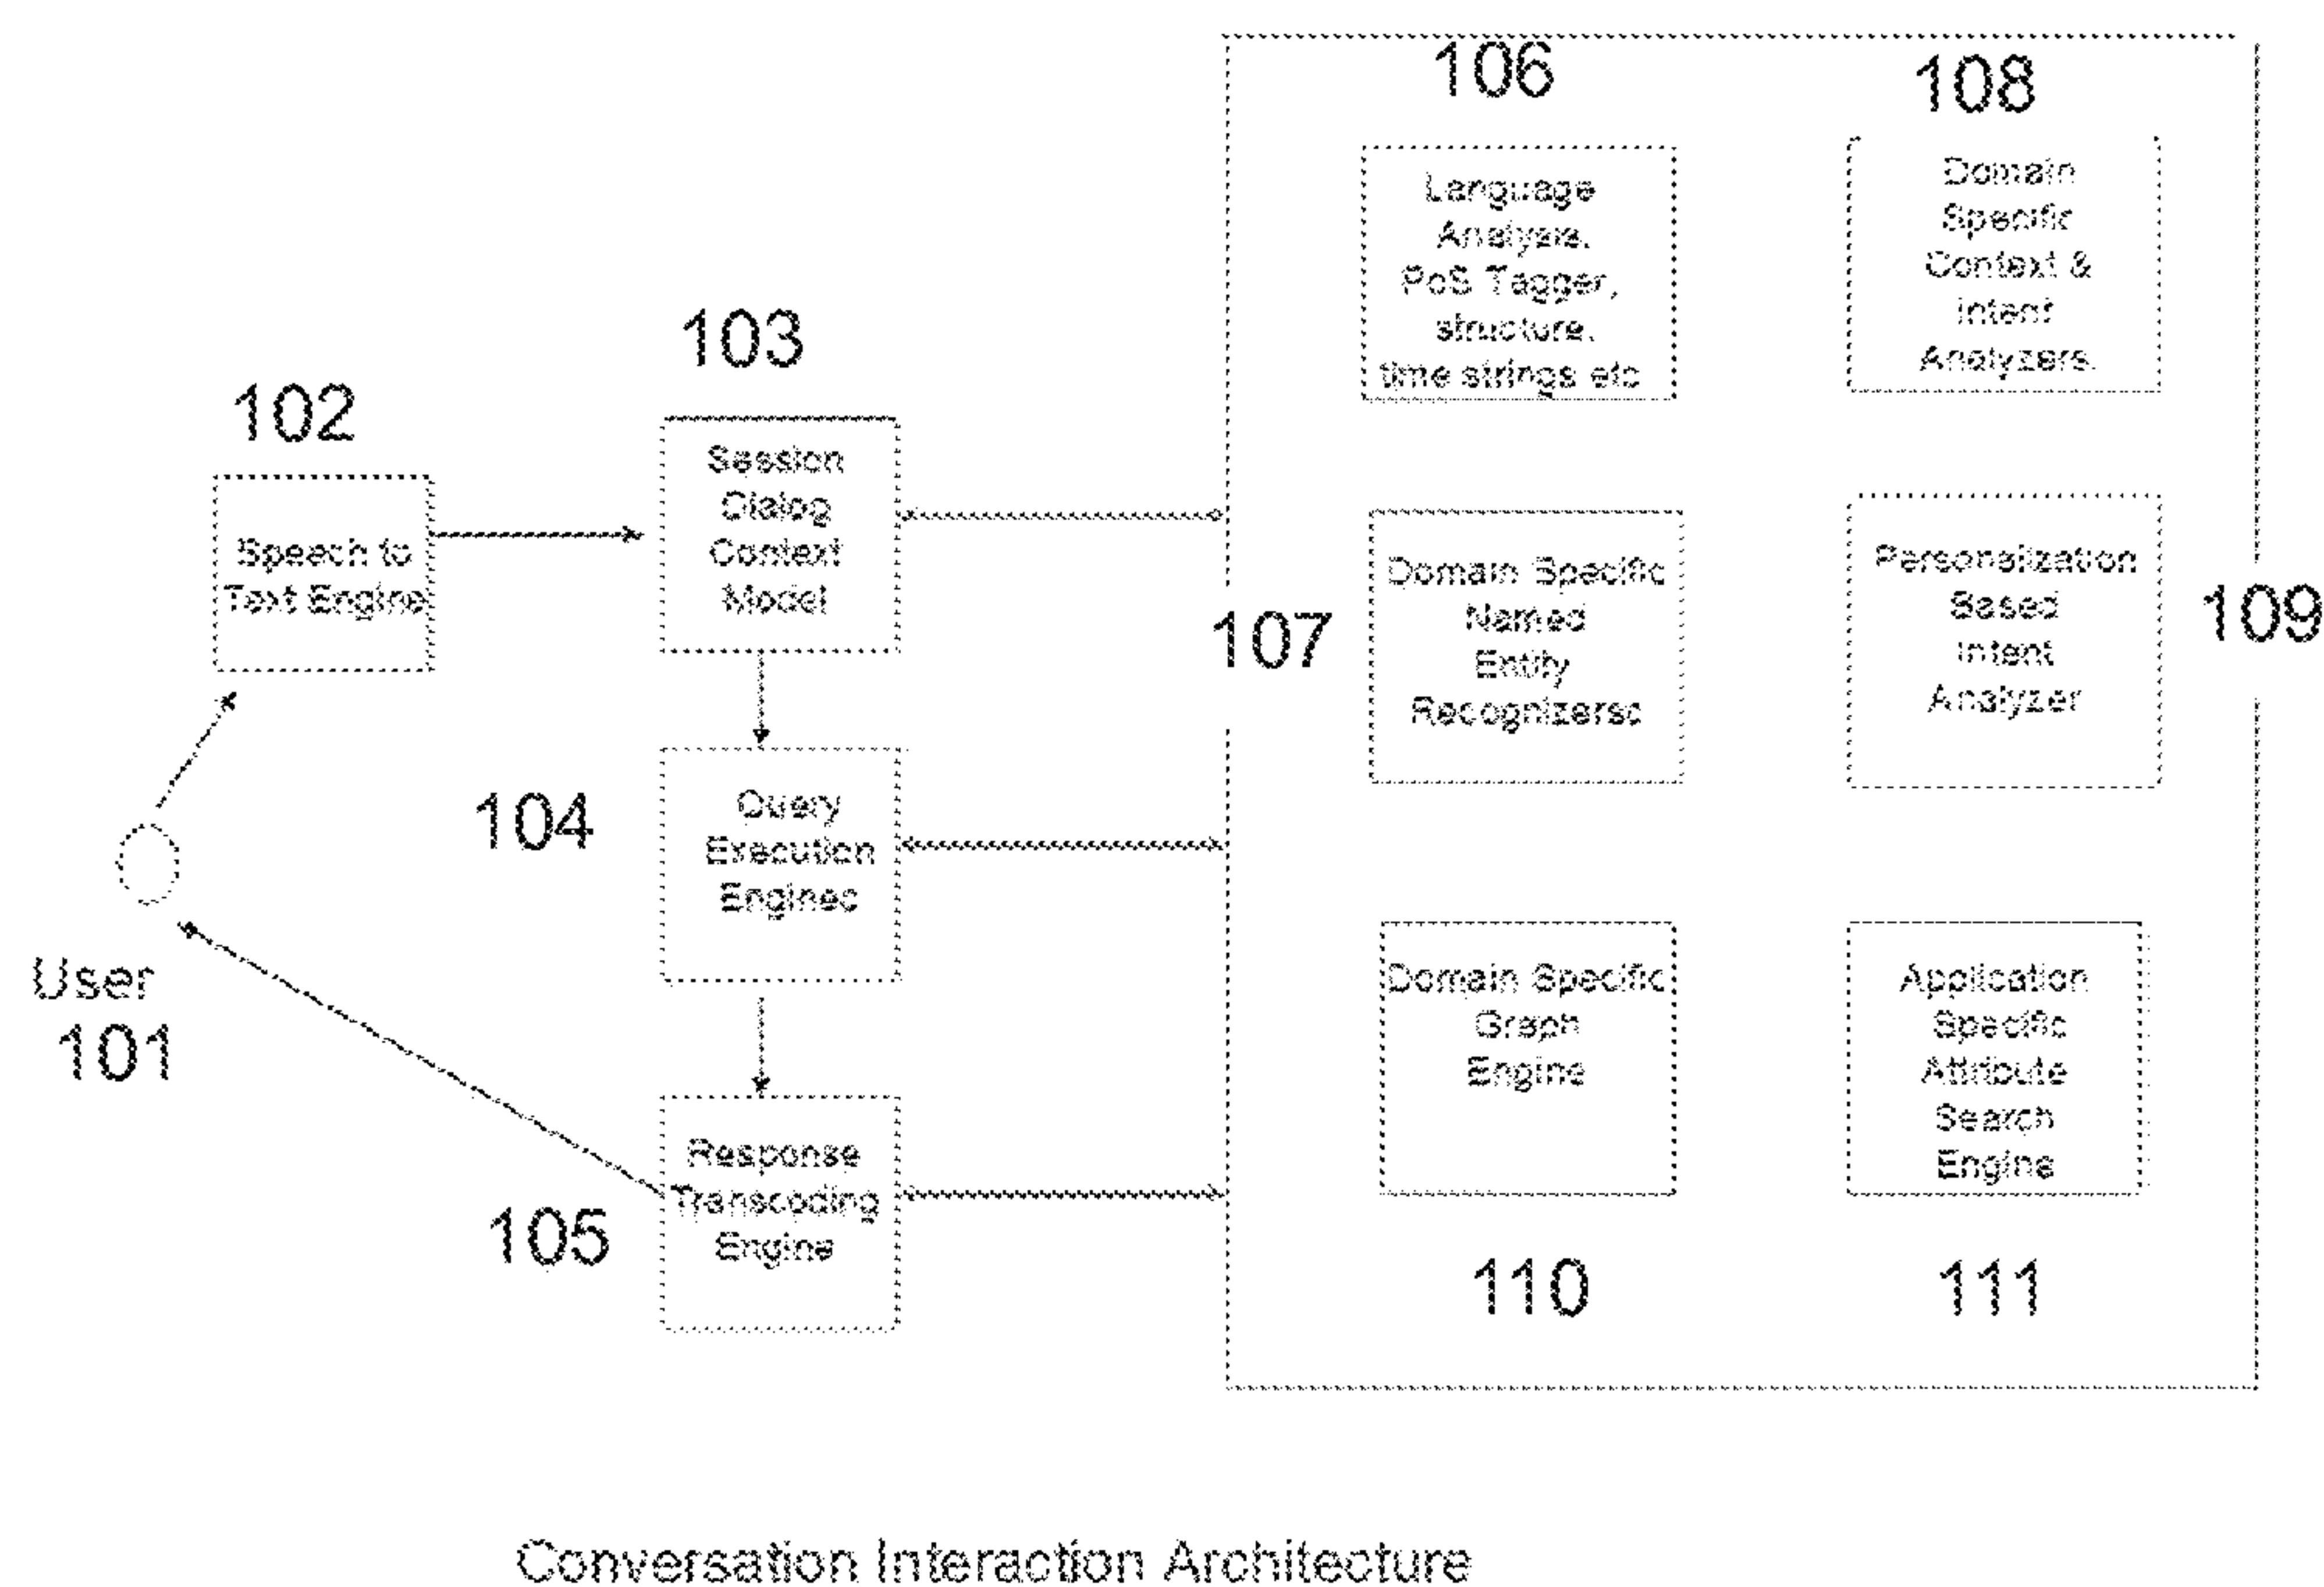 106
108
Language
Analysis,
PoS Tagger,
structure,
time strings etc
Domain
Specific
Context &
Intent
Analyzers.
103
102
Session
Dialog
Context
Model
Speech to
Text Engine
107
Domain Specific
Named
Entity
Recognizersc
Personalization
Based
Intent
Analyzer
109
104
Query
Execution
Enginec
User
101
Domain Specific
Graph
Engine
Application
Specific
Attribute
Search
Engine
105
Response
Transcoding
Engine
110
111
Conversation Interaction Architecture